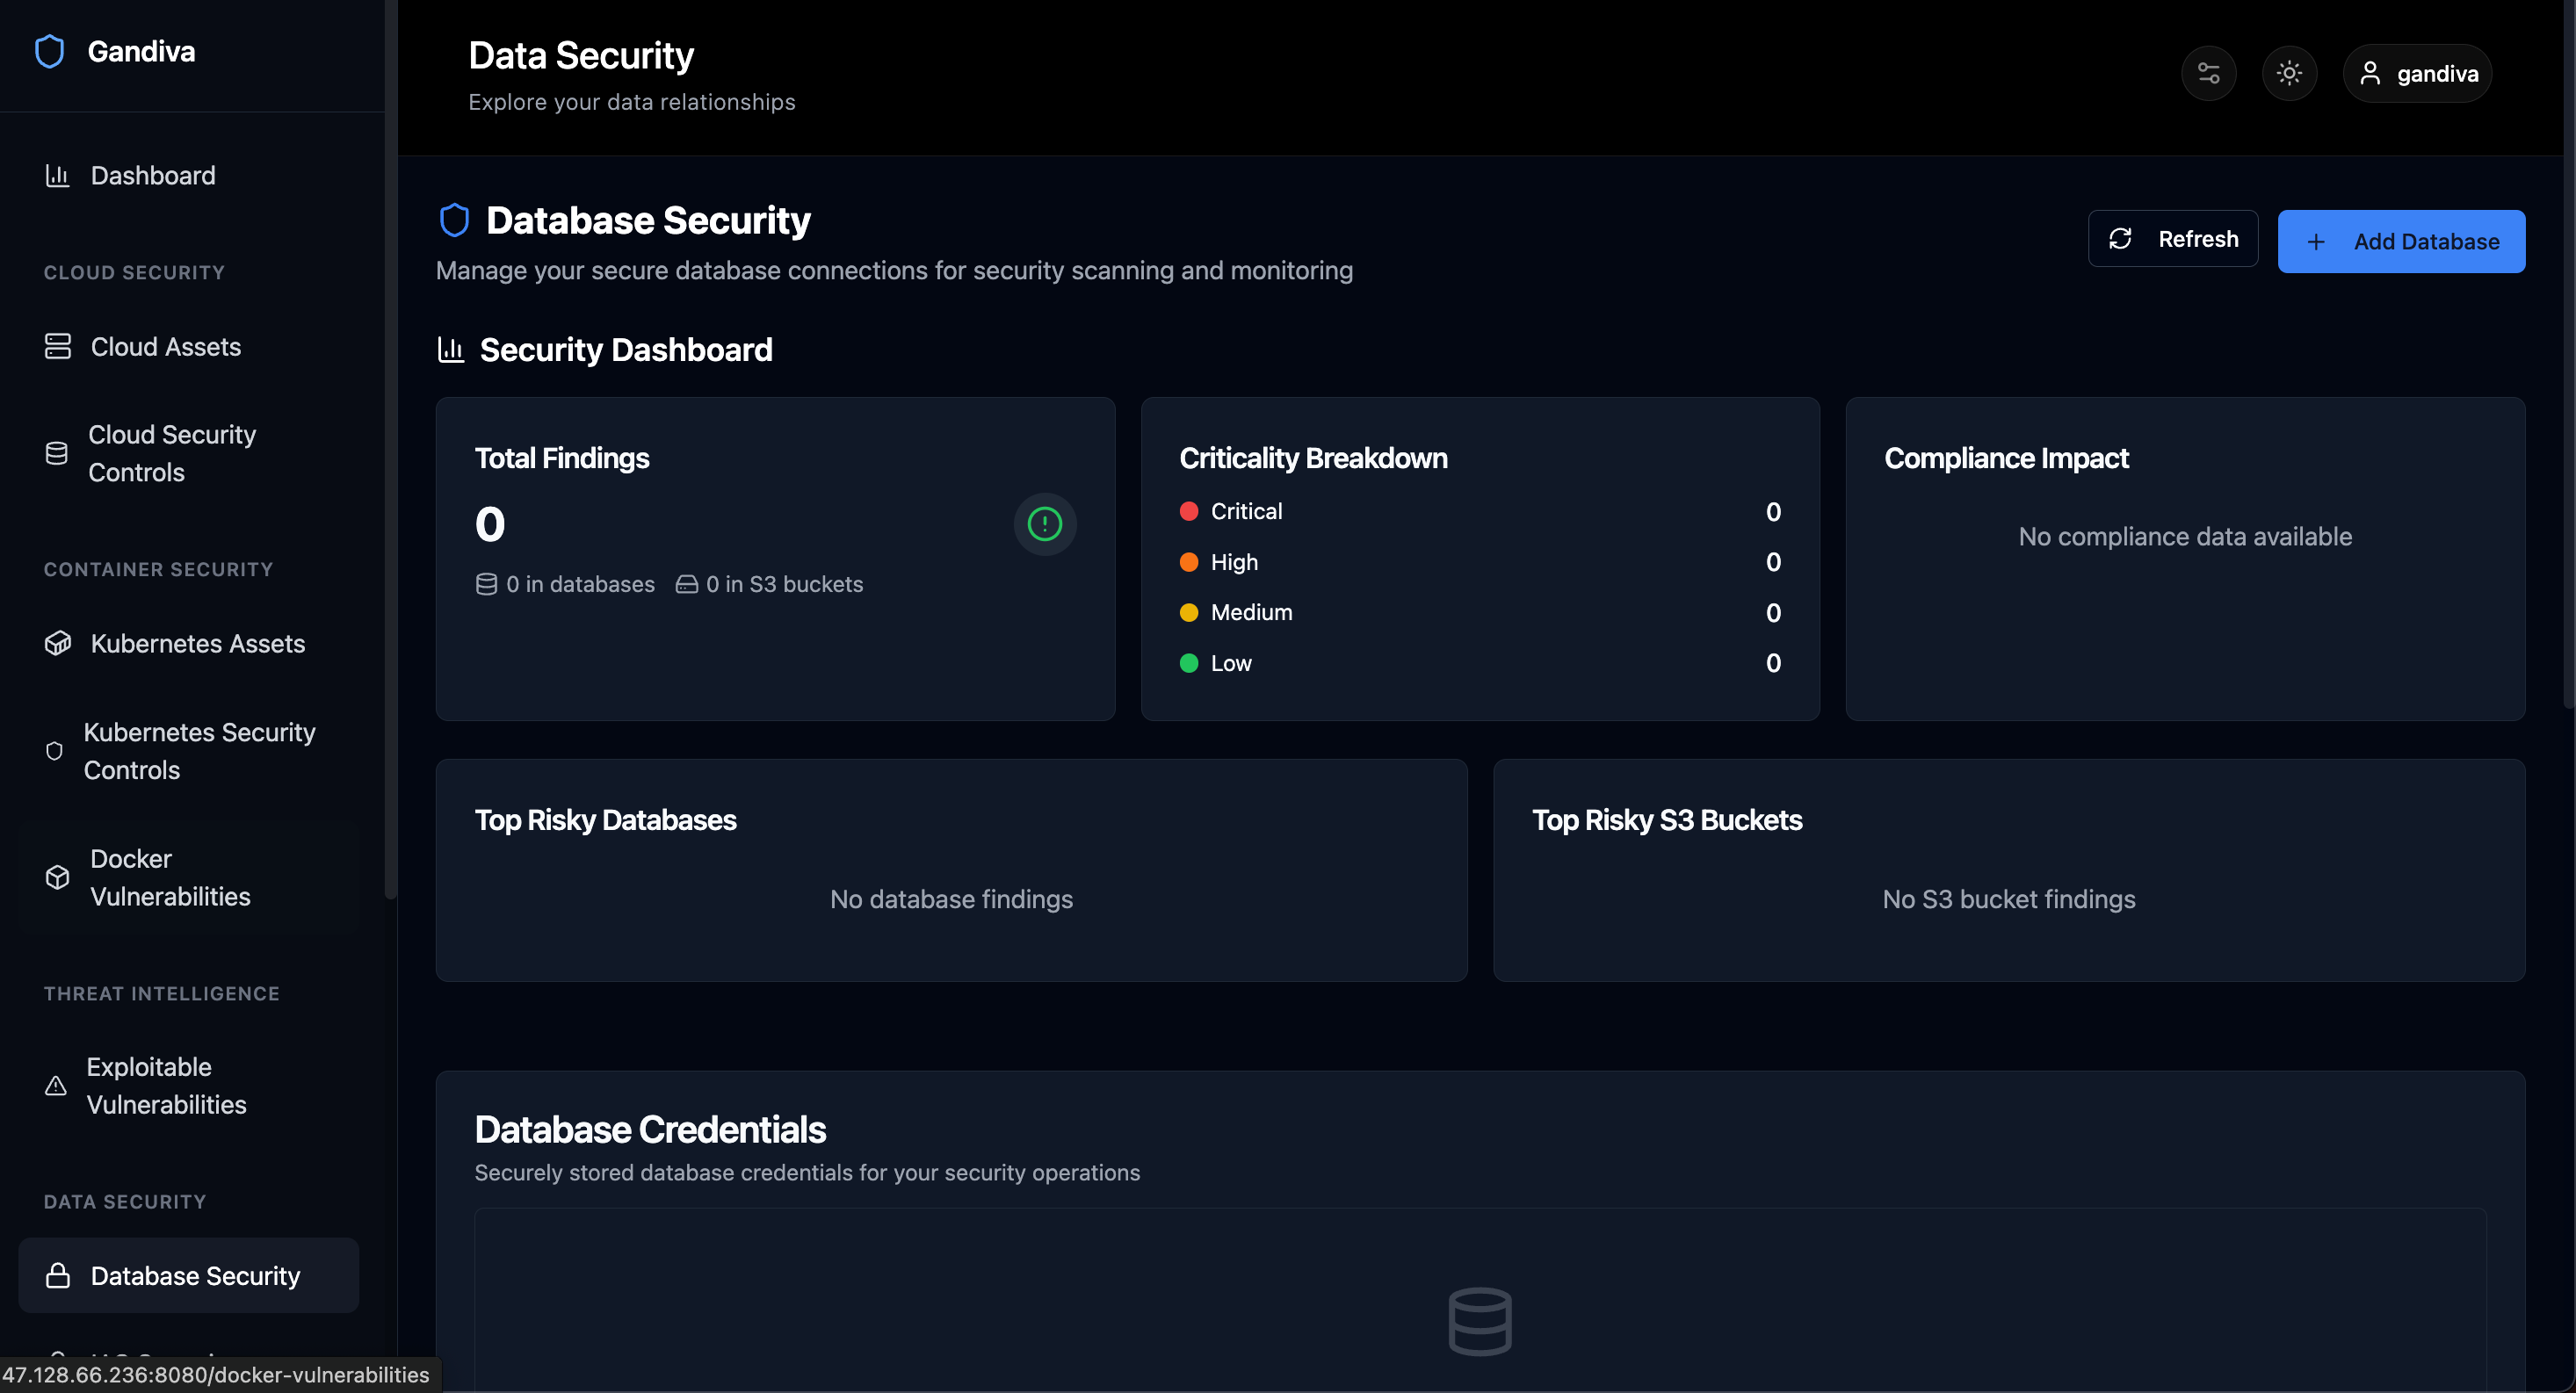 Gandiva
Dashboard
CLOUD SECURITY
Cloud Assets
Cloud Security
Controls
CONTAINER SECURITY
Kubernetes Assets
Kubernetes Security
Controls
Docker
Vulnerabilities
THREAT INTELLIGENCE
Exploitable
Vulnerabilities
DATA SECURITY
Database Security
47.128.66.236:8080/docker-vulnerabilities
Data Security
Explore your data relationships
gandiva
Database Security
Manage your secure database connections for security scanning and monitoring
Refresh
+ Add Database
Security Dashboard
Total Findings
0
0 in databases 0 in S3 buckets
Criticality Breakdown
Critical 0
High 0
Medium 0
Low 0
Compliance Impact
No compliance data available
Top Risky Databases
No database findings
Top Risky S3 Buckets
No S3 bucket findings
Database Credentials
Securely stored database credentials for your security operations